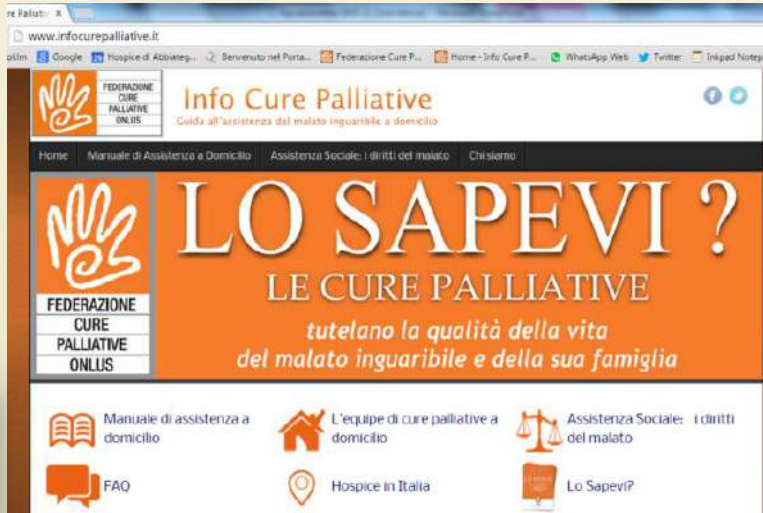 re Palliativ x
www.infocurepalliative.it
Google Hospice di Abbiateg... Benvenuto nel Porta... Federazione Cure P... Home - Info Cure P... WhatsApp Web Twitter Inkpad Notep
FEDERAZIONE
CURE
PALLIATIVE
ONLUS
Info Cure Palliative
Guida all'assistenza del malato inguaribile a domicilio
Home Manuale di Assistenza a Domicilio Assistenza Sociale: i diritti del malato Chi siamo
LO SAPEVI ?
LE CURE PALLIATIVE
tutelano la qualità della vita
del malato inguaribile e della sua famiglia
FEDERAZIONE
CURE
PALLIATIVE
ONLUS
Manuale di assistenza a
domicilio
L'equipe di cure palliative a
domicilio
Assistenza Sociale: i diritti
del malato
FAQ
Hospice in Italia
Lo Sapevi?